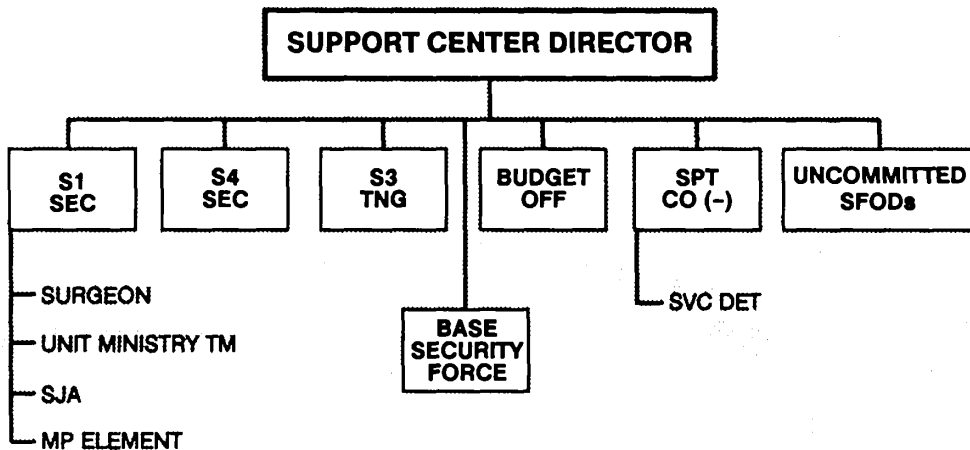 SUPPORT CENTER DIRECTOR
S1
SEC
S4
SEC
S3
TNG
BUDGET
OFF
SPT
CO (–)
UNCOMMITTED
SFODs
SURGEON
UNIT MINISTRY TM
SJA
MP ELEMENT
BASE
SECURITY
FORCE
SVC DET